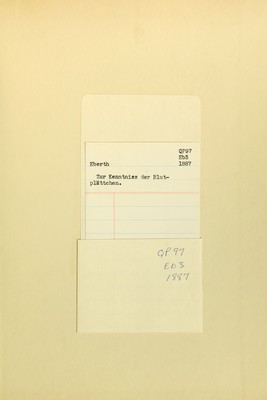 QP97
Eb3
Eberth 1887
Zur Kenntniss der Blut-
plättchen.
QP97
Eb3
1887